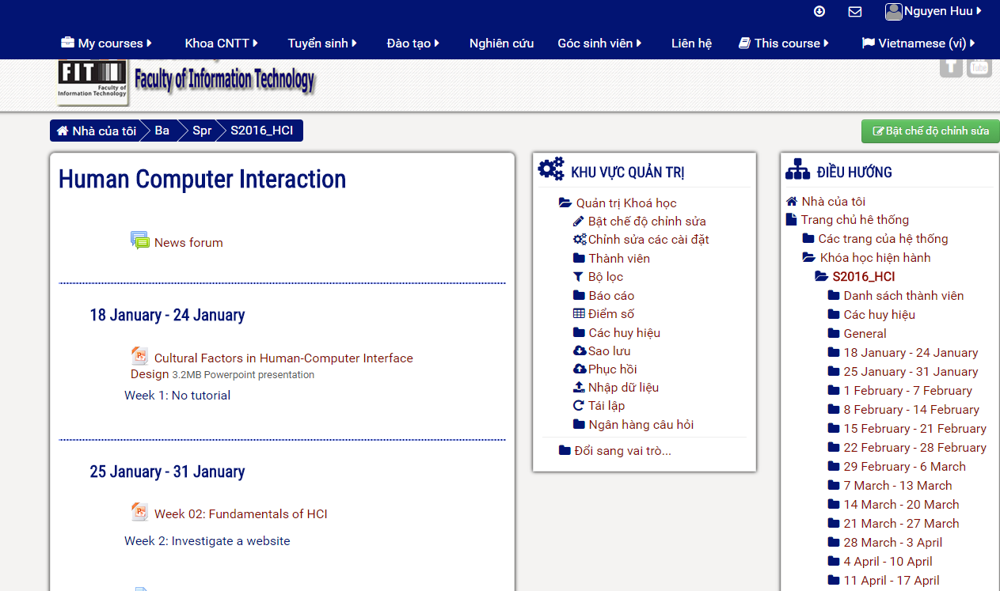 Nguyen Huu
My courses
Khoa CNTT
Tuyển sinh
Đào tạo
Nghiên cứu
Góc sinh viên
Liên hệ
This course
Vietnamese (vi)
FIT
Faculty of
Information Technology
Faculty of Information Technology
Tube
Nhà của tôi
Ba
Spr
S2016_HCI
Bật chế độ chỉnh sửa
Human Computer Interaction
News forum
18 January - 24 January
Cultural Factors in Human-Computer Interface
Design 3.2MB Powerpoint presentation
Week 1: No tutorial
25 January - 31 January
Week 02: Fundamentals of HCI
Week 2: Investigate a website
KHU VỰC QUẢN TRỊ
Quản trị Khoá học
Bật chế độ chỉnh sửa
Chỉnh sửa các cài đặt
Thành viên
Bộ lọc
Báo cáo
Điểm số
Các huy hiệu
Sao lưu
Phục hồi
Nhập dữ liệu
Tái lập
Ngân hàng câu hỏi
Đổi sang vai trò...
ĐIỀU HƯỚNG
Nhà của tôi
Trang chủ hê thống
Các trang của hệ thống
Khóa học hiện hành
S2016_HCI
Danh sách thành viên
Các huy hiệu
General
18 January - 24 January
25 January - 31 January
1 February - 7 February
8 February - 14 February
15 February - 21 February
22 February - 28 February
29 February - 6 March
7 March - 13 March
14 March - 20 March
21 March - 27 March
28 March - 3 April
4 April - 10 April
11 April - 17 April